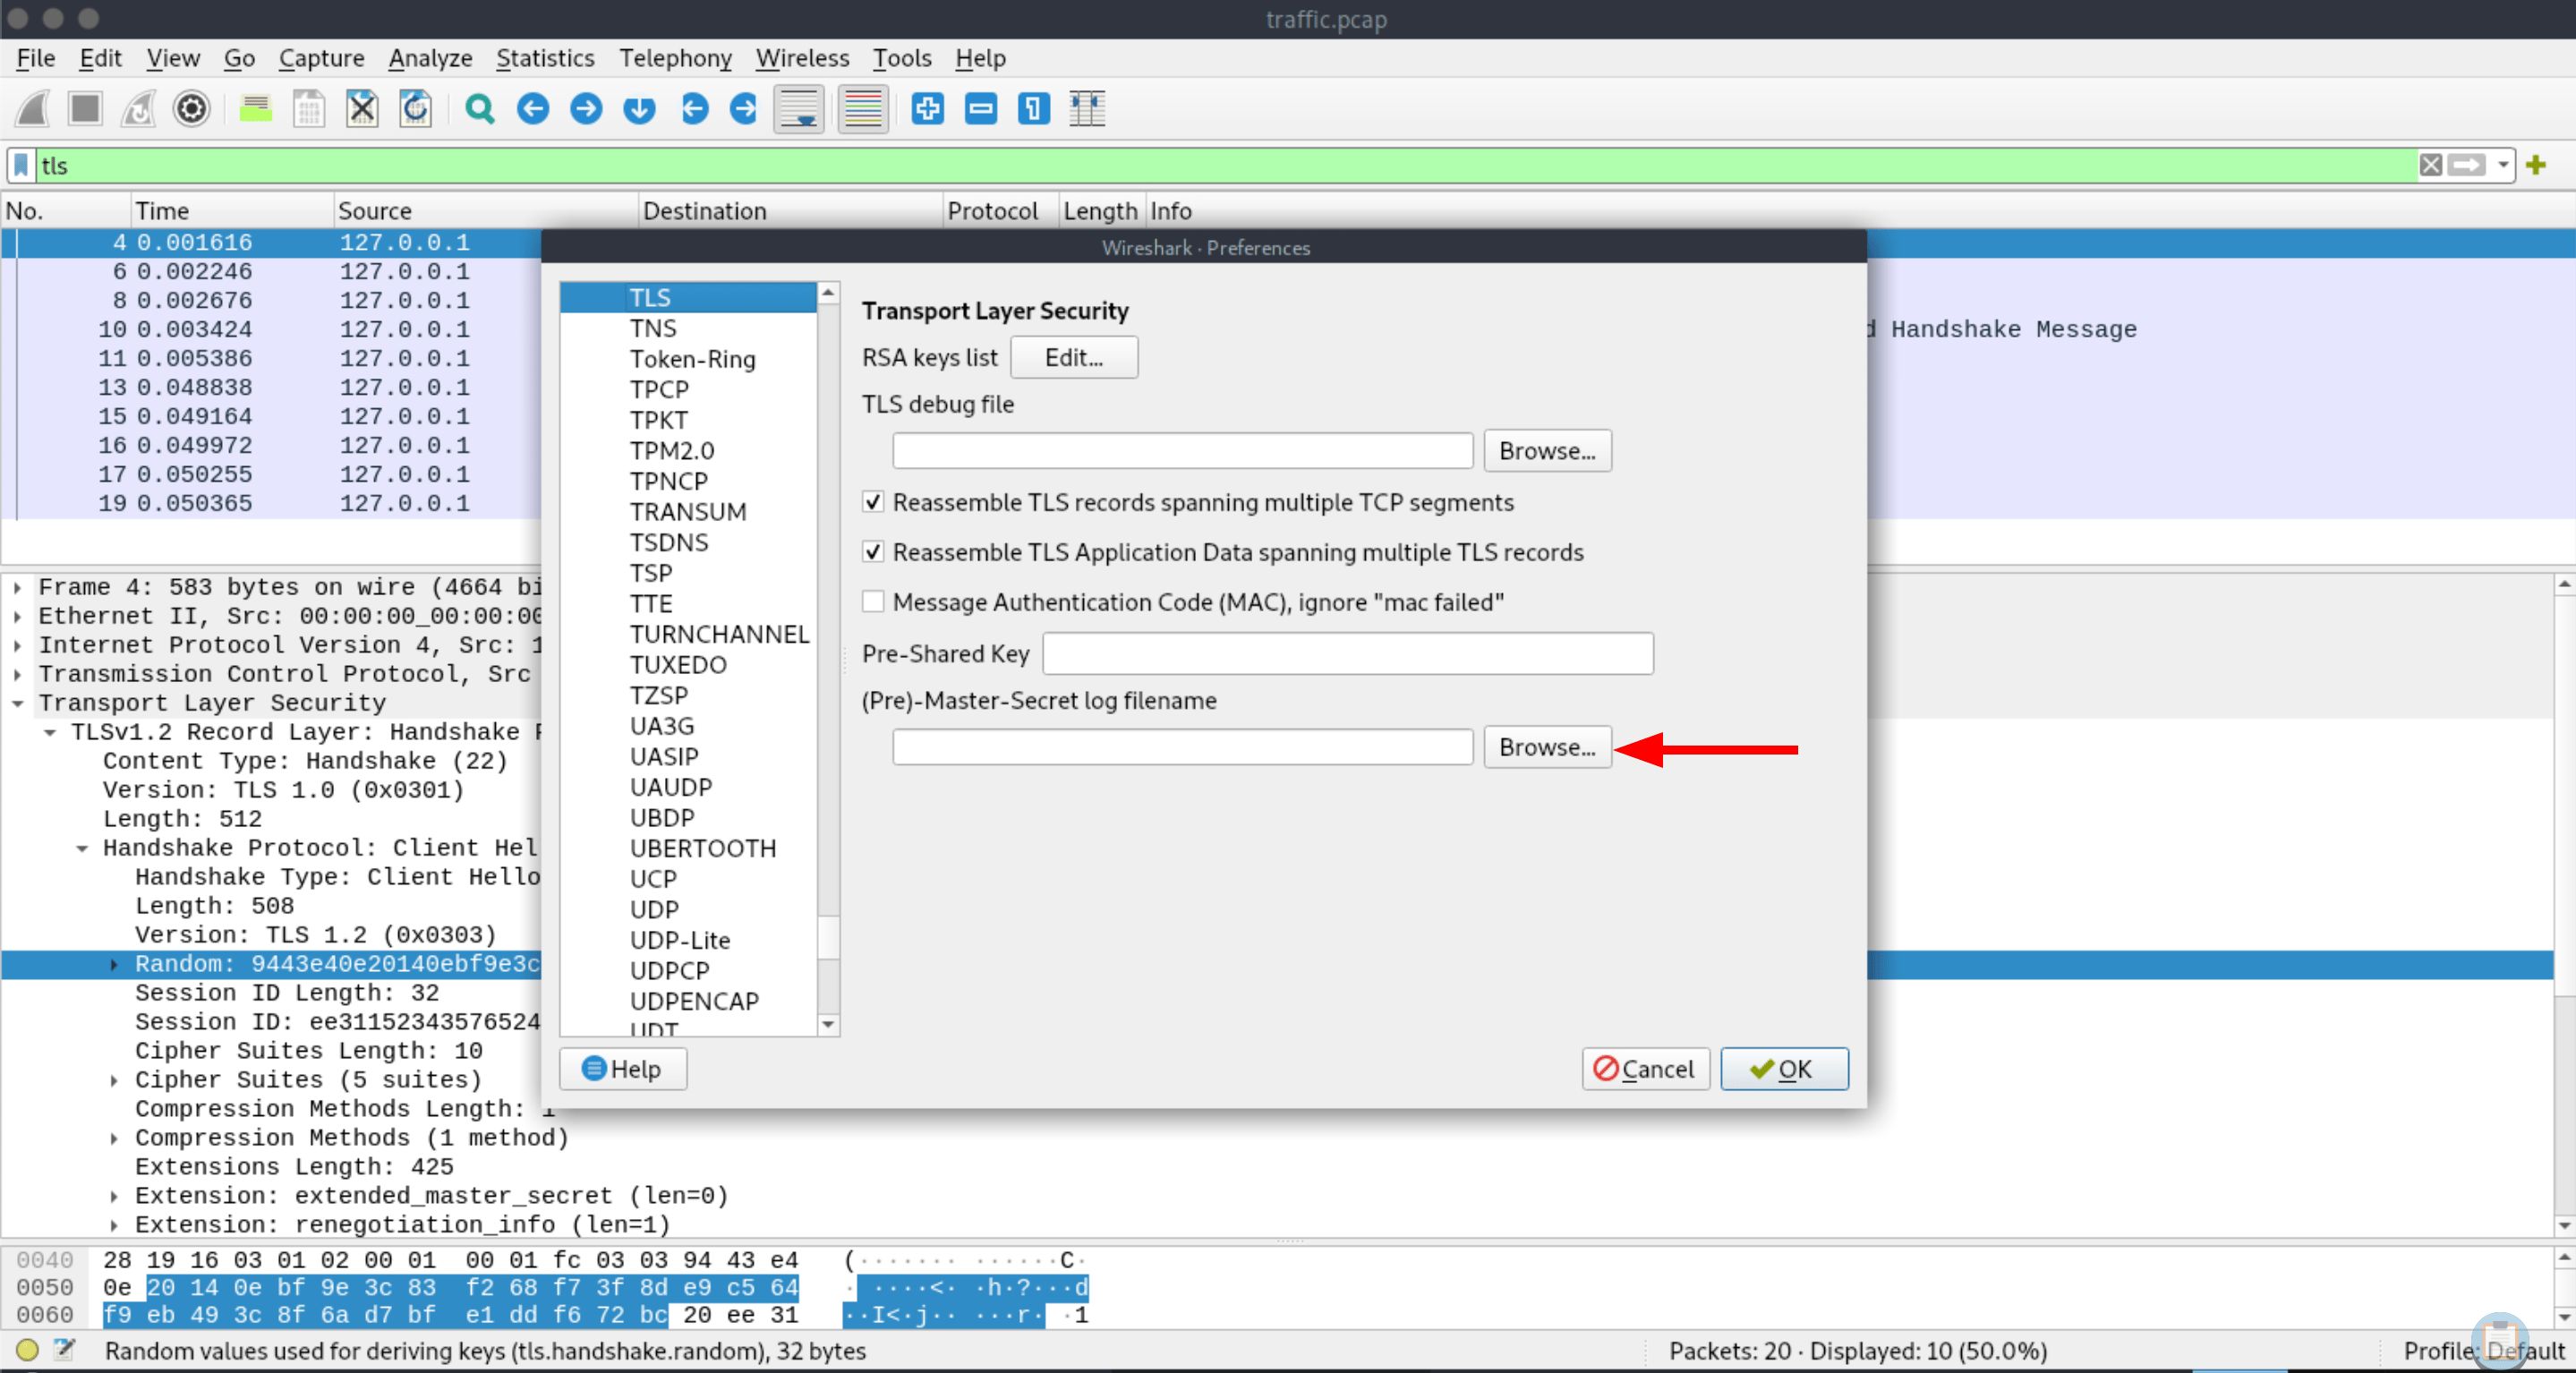 traffic.pcap
File Edit View Go Capture Analyze Statistics Telephony Wireless Tools Help
tls
No. Time Source Destination Protocol Length Info
4 0.001616 127.0.0.1
6 0.002246 127.0.0.1
8 0.002676 127.0.0.1
10 0.003424 127.0.0.1 d Handshake Message
11 0.005386 127.0.0.1
13 0.048838 127.0.0.1
15 0.049164 127.0.0.1
16 0.049972 127.0.0.1
17 0.050255 127.0.0.1
19 0.050365 127.0.0.1
Wireshark · Preferences
TLS
TNS
Token-Ring
TPCP
TPKT
TPM2.0
TPNCP
TRANSUM
TSDNS
TSP
TTE
TURNCHANNEL
TUXEDO
TZSP
UA3G
UASIP
UAUDP
UBDP
UBERTOOTH
UCP
UDP
UDP-Lite
UDPCP
UDPENCAP
UDT
Transport Layer Security
RSA keys list Edit...
TLS debug file
Browse...
Reassemble TLS records spanning multiple TCP segments
Reassemble TLS Application Data spanning multiple TLS records
Message Authentication Code (MAC), ignore "mac failed"
Pre-Shared Key
(Pre)-Master-Secret log filename
Browse...
Help Cancel OK
Frame 4: 583 bytes on wire (4664 bi
Ethernet II, Src: 00:00:00_00:00:00
Internet Protocol Version 4, Src: 1
Transmission Control Protocol, Src
Transport Layer Security
TLSv1.2 Record Layer: Handshake P
Content Type: Handshake (22)
Version: TLS 1.0 (0x0301)
Length: 512
Handshake Protocol: Client Hel
Handshake Type: Client Hello
Length: 508
Version: TLS 1.2 (0x0303)
Random: 9443e40e20140ebf9e3c
Session ID Length: 32
Session ID: ee31152343576524
Cipher Suites Length: 10
Cipher Suites (5 suites)
Compression Methods Length: 1
Compression Methods (1 method)
Extensions Length: 425
Extension: extended_master_secret (len=0)
Extension: renegotiation_info (len=1)
0040 28 19 16 03 01 02 00 01 00 01 fc 03 03 94 43 e4 (······· ······C·
0050 0e 20 14 0e bf 9e 3c 83 f2 68 f7 3f 8d e9 c5 64 · ····<· ·h·?···d
0060 f9 eb 49 3c 8f 6a d7 bf e1 dd f6 72 bc 20 ee 31 ··I<·j·· ···r· ·1
Random values used for deriving keys (tls.handshake.random), 32 bytes Packets: 20 · Displayed: 10 (50.0%) Profile: Default